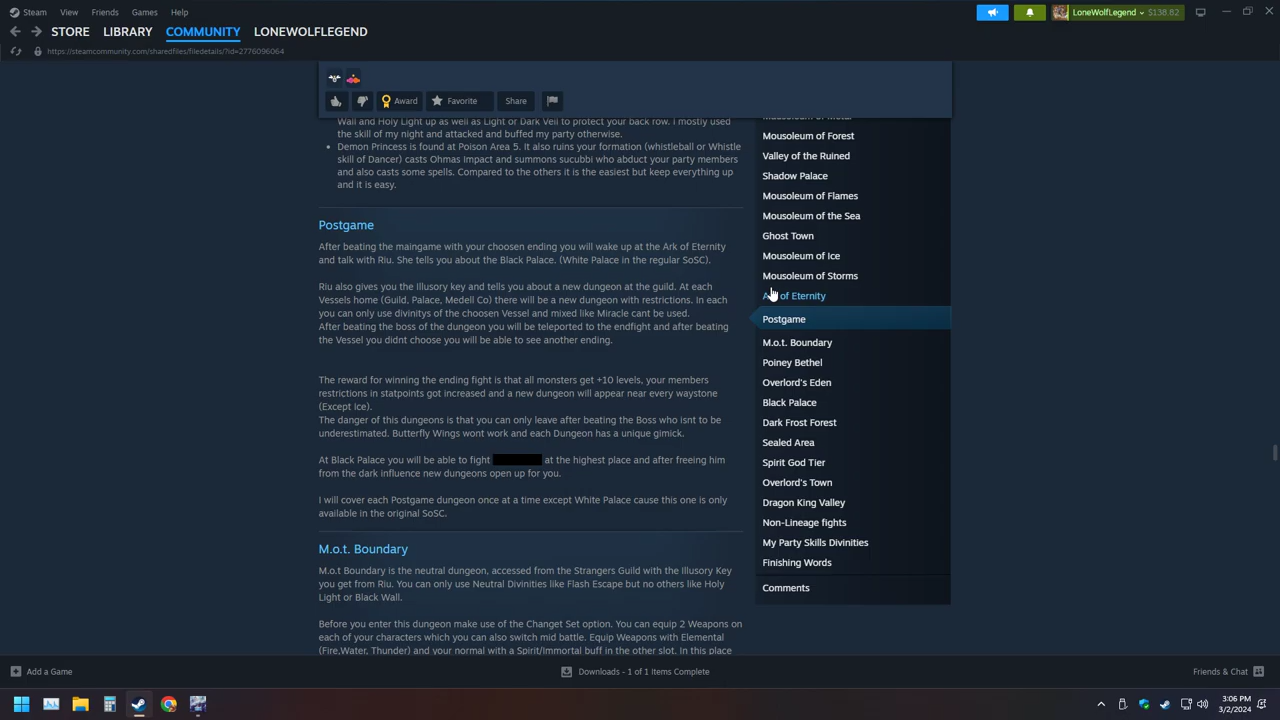 Steam View Friends Games Help
LoneWolfLegend $138.82
STORE LIBRARY COMMUNITY LONEWOLFLEGEND
https://steamcommunity.com/sharedfiles/filedetails/?id=2776096064
Award Favorite Share
Wall and Holy Light up as well as Light or Dark Veil to protect your back row. I mostly used
the skill of my night and attacked and buffed my party otherwise.
• Demon Princess is found at Poison Area 5. It also ruins your formation (whistleball or Whistle
skill of Dancer) casts Ohmas Impact and summons sucubbi who abduct your party members
and also casts some spells. Compared to the others it is the easiest but keep everything up
and it is easy.
Postgame
After beating the maingame with your choosen ending you will wake up at the Ark of Eternity
and talk with Riu. She tells you about the Black Palace. (White Palace in the regular SoSC).
Riu also gives you the Illusory key and tells you about a new dungeon at the guild. At each
Vessels home (Guild, Palace, Medell Co) there will be a new dungeon with restrictions. In each
you can only use divinitys of the choosen Vessel and mixed like Miracle cant be used.
After beating the boss of the dungeon you will be teleported to the endfight and after beating
the Vessel you didnt choose you will be able to see another ending.
The reward for winning the ending fight is that all monsters get +10 levels, your members
restrictions in statpoints got increased and a new dungeon will appear near every waystone
(Except Ice).
The danger of this dungeons is that you can only leave after beating the Boss who isnt to be
underestimated. Butterfly Wings wont work and each Dungeon has a unique gimick.
At Black Palace you will be able to fight at the highest place and after freeing him
from the dark influence new dungeons open up for you.
I will cover each Postgame dungeon once at a time except White Palace cause this one is only
available in the original SoSC.
M.o.t. Boundary
M.o.t Boundary is the neutral dungeon, accessed from the Strangers Guild with the Illusory Key
you get from Riu. You can only use Neutral Divinities like Flash Escape but no others like Holy
Light or Black Wall.
Before you enter this dungeon make use of the Changet Set option. You can equip 2 Weapons on
each of your characters which you can also switch mid battle. Equip Weapons with Elemental
(Fire,Water, Thunder) and your normal with a Spirit/Immortal buff in the other slot. In this place
Mousoleum of Metal
Mousoleum of Forest
Valley of the Ruined
Shadow Palace
Mousoleum of Flames
Mousoleum of the Sea
Ghost Town
Mousoleum of Ice
Mousoleum of Storms
Ark of Eternity
Postgame
M.o.t. Boundary
Poiney Bethel
Overlord's Eden
Black Palace
Dark Frost Forest
Sealed Area
Spirit God Tier
Overlord's Town
Dragon King Valley
Non-Lineage fights
My Party Skills Divinities
Finishing Words
Comments
Add a Game Downloads - 1 of 1 Items Complete Friends & Chat
3:06 PM
3/2/2024